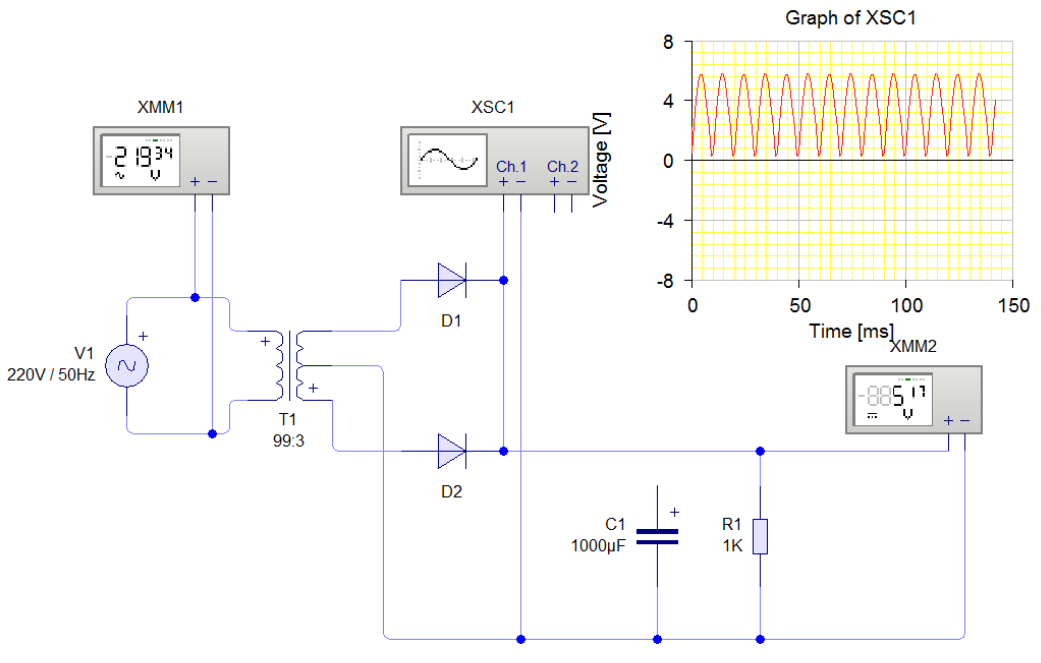 Graph of XSC1
8
4
0
-4
-8
Voltage [V]
0
50
100
150
Time [ms]
XMM1
-219.34
~ V
+ −
XSC1
Ch.1
+ −
Ch.2
+ −
D1
V1
220V / 50Hz
+
+
+
T1
99:3
D2
XMM2
5.17
V
+ −
C1
1000µF
+
R1
1K